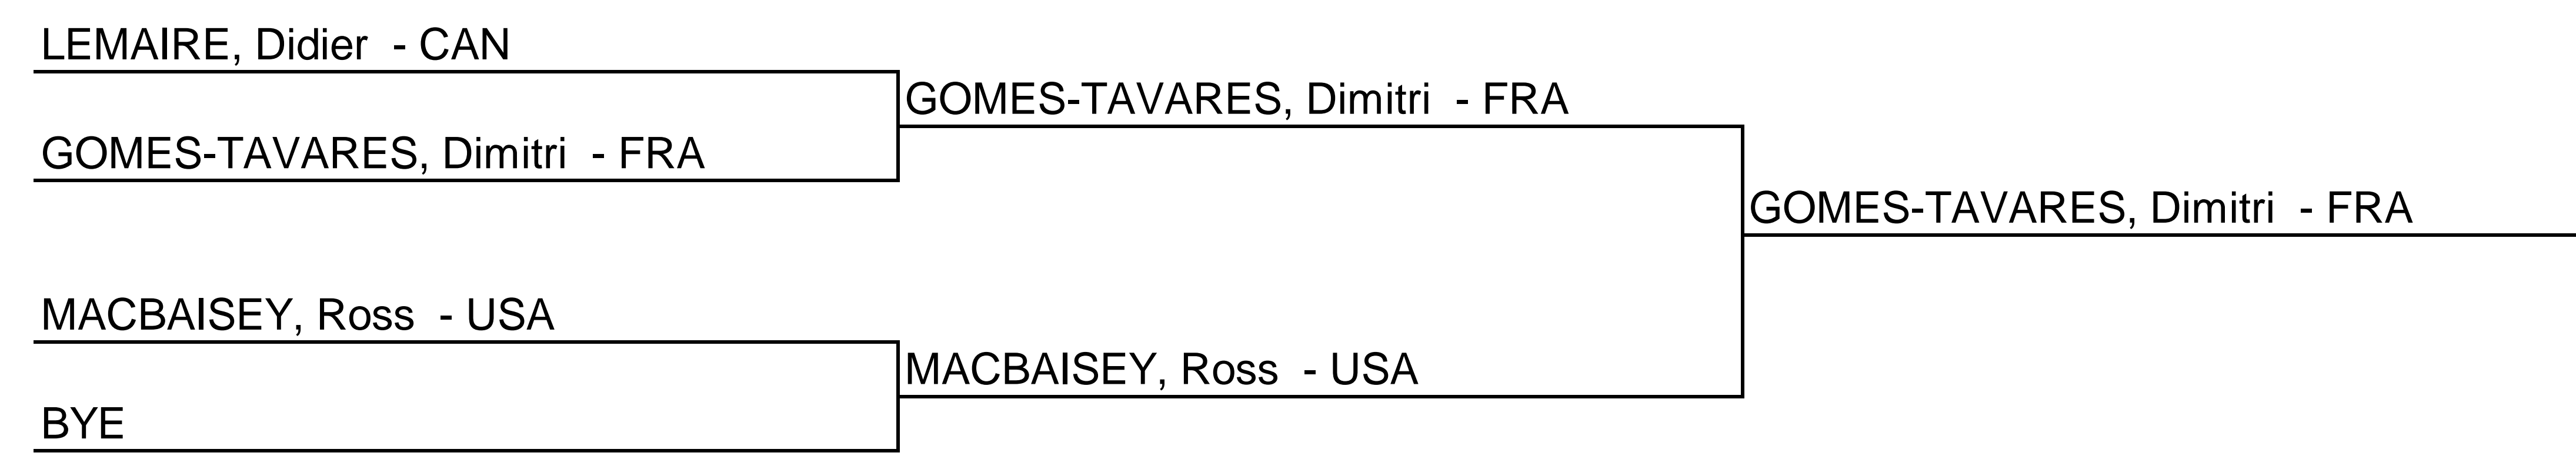 LEMAIRE, Didier - CAN
GOMES-TAVARES, Dimitri - FRA
GOMES-TAVARES, Dimitri - FRA
GOMES-TAVARES, Dimitri - FRA
MACBAISEY, Ross - USA
MACBAISEY, Ross - USA
BYE